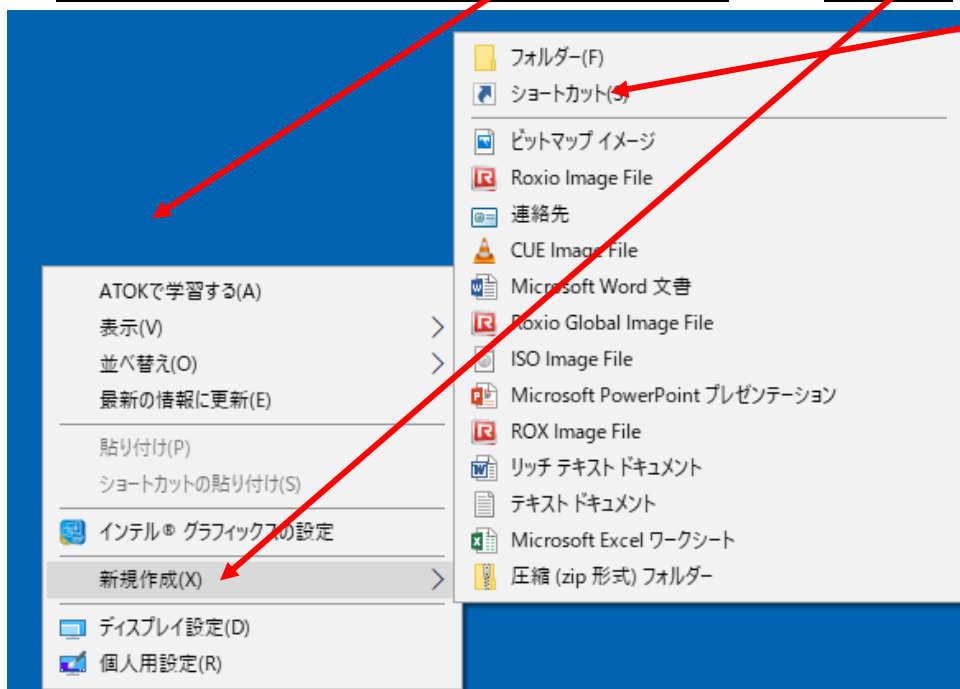 フォルダー(F)
ショートカット(S)
ビットマップ イメージ
Roxio Image File
連絡先
CUE Image File
Microsoft Word 文書
Roxio Global Image File
ISO Image File
Microsoft PowerPoint プレゼンテーション
ROX Image File
リッチ テキスト ドキュメント
テキスト ドキュメント
Microsoft Excel ワークシート
圧縮 (zip 形式) フォルダー
ATOKで学習する(A)
表示(V)
並べ替え(O)
最新の情報に更新(E)
貼り付け(P)
ショートカットの貼り付け(S)
インテル® グラフィックスの設定
新規作成(X)
ディスプレイ設定(D)
個人用設定(R)